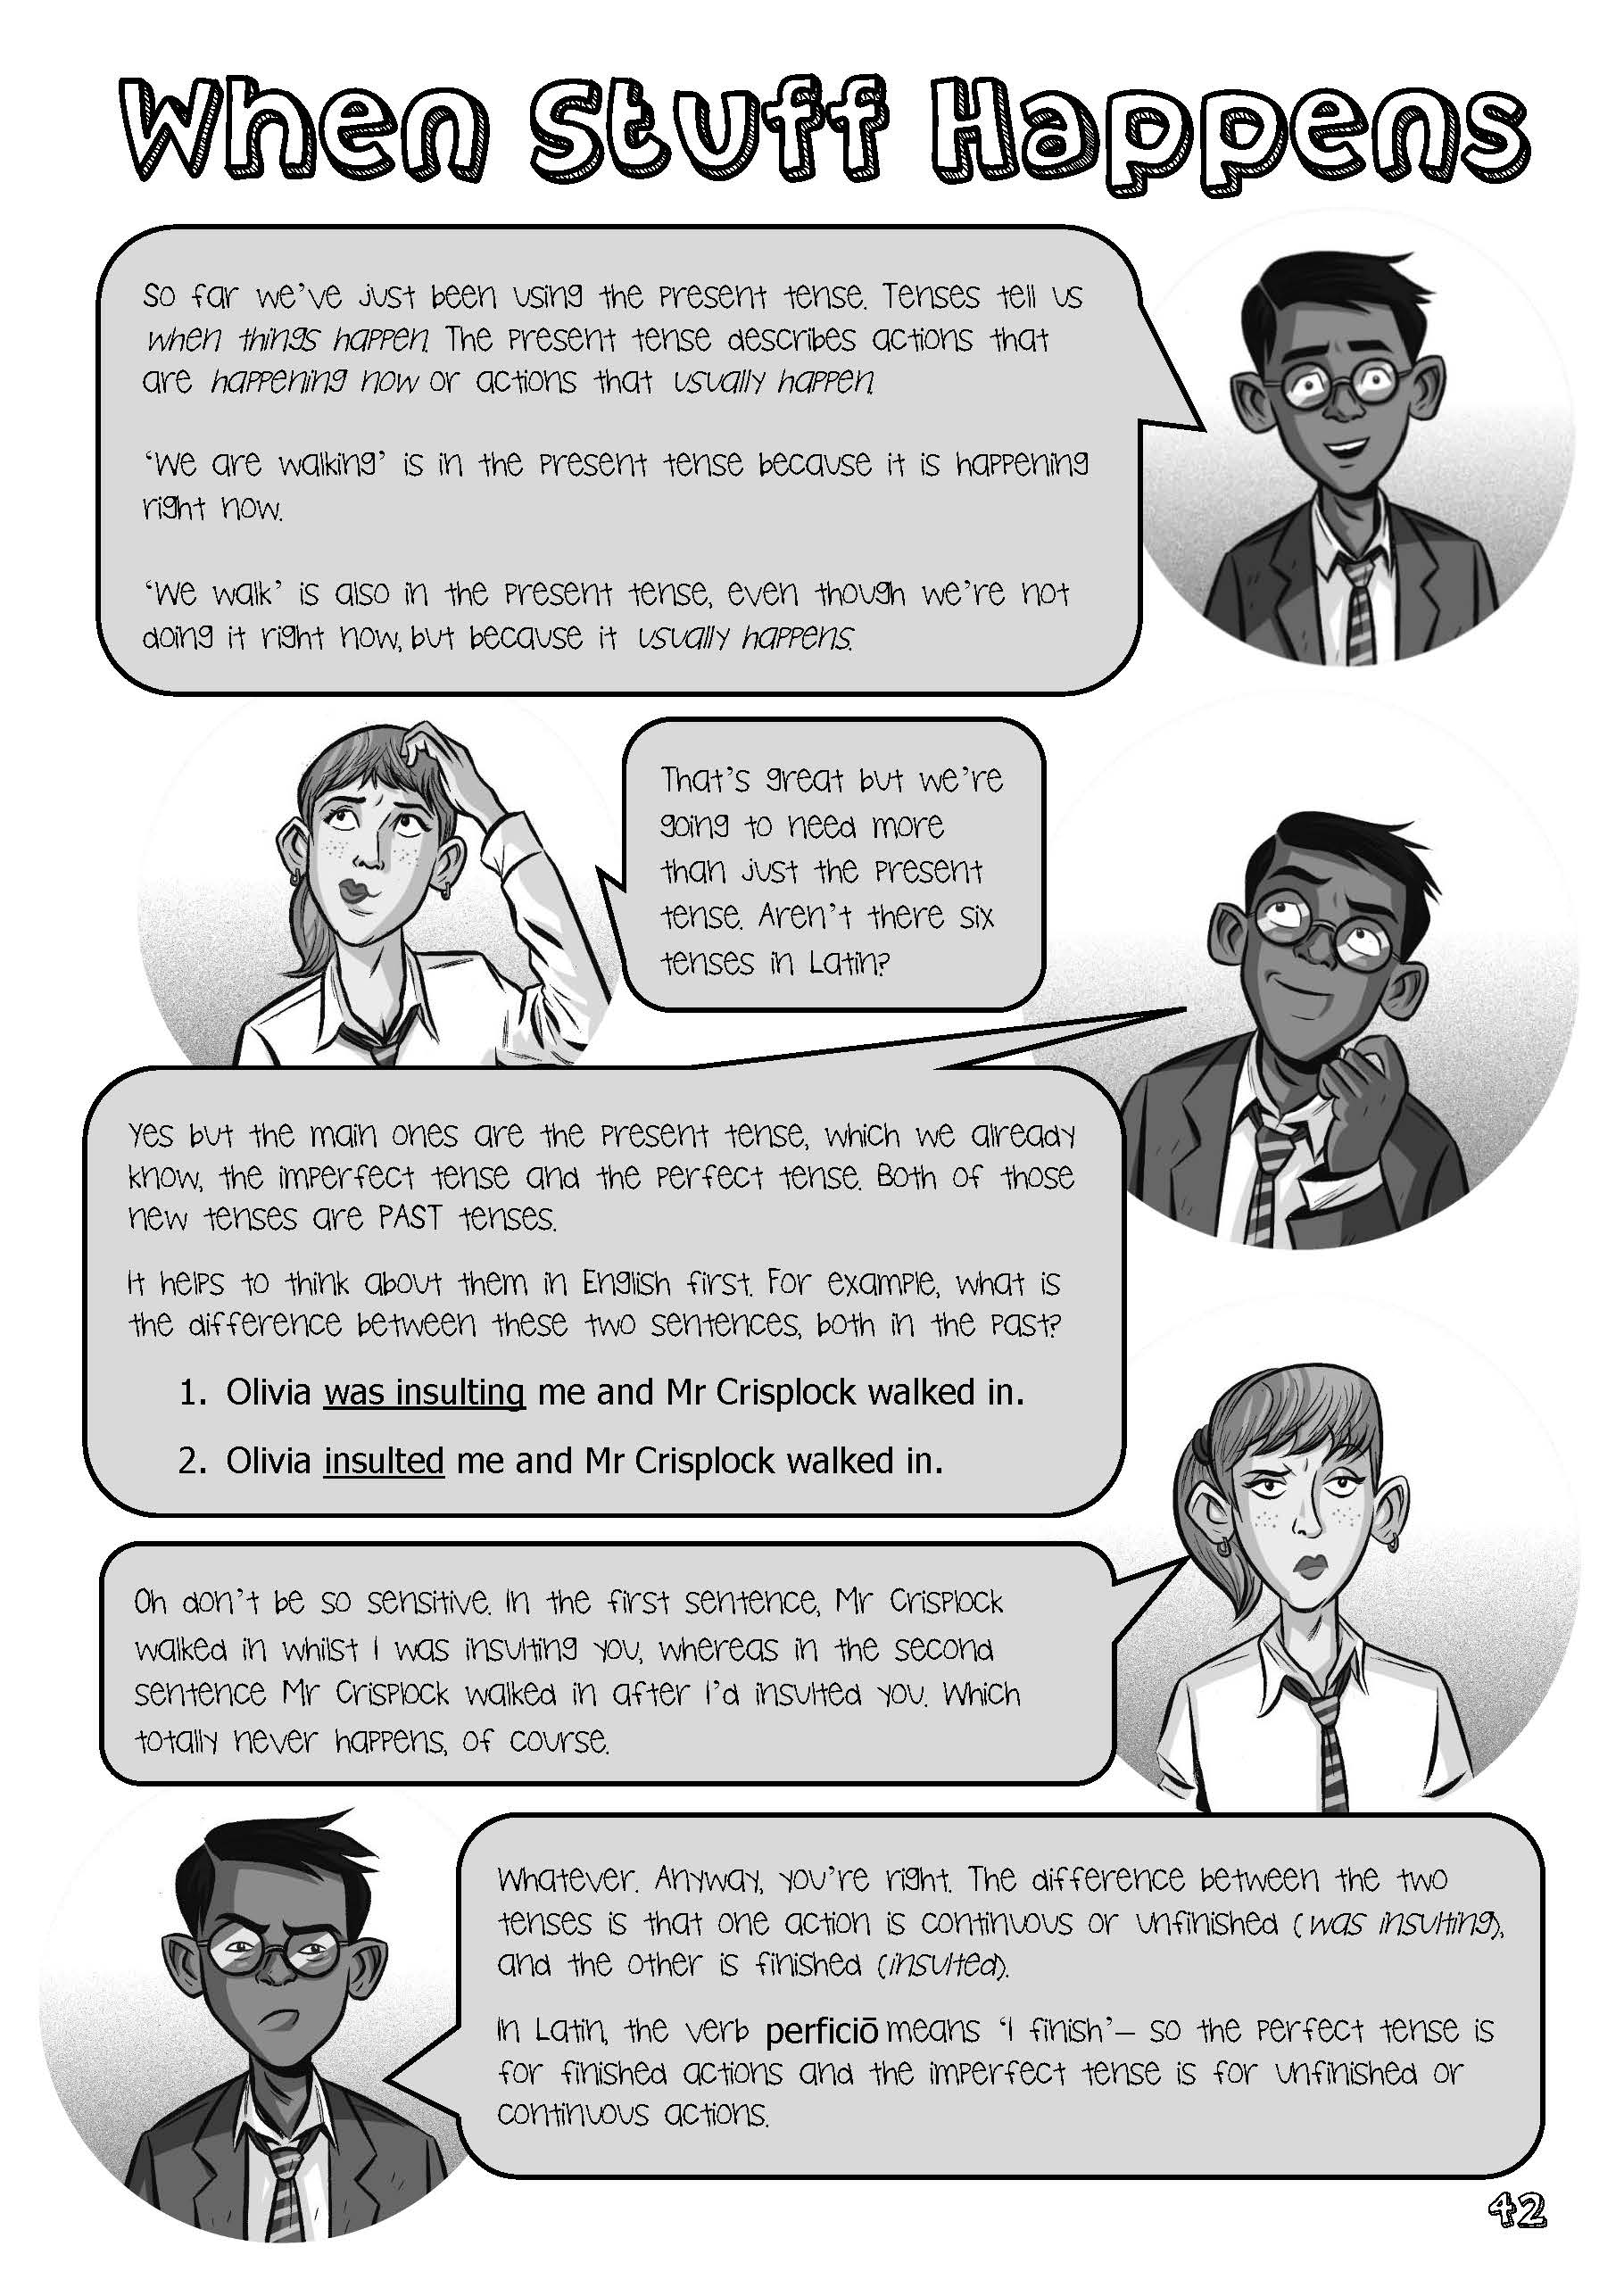 When Stuff Happens
So far we've just been using the present tense. Tenses tell us
when things happen. The present tense describes actions that
are happening now or actions that usually happen.
'We are walking' is in the present tense because it is happening
right now.
'We walk' is also in the present tense, even though we're not
doing it right now, but because it usually happens.
That's great but we're
going to need more
than just the present
tense. Aren't there six
tenses in Latin?
Yes but the main ones are the present tense, which we already
know, the imperfect tense and the perfect tense. Both of those
new tenses are PAST tenses.
It helps to think about them in English first. For example, what is
the difference between these two sentences, both in the past?
1. Olivia was insulting me and Mr Crisplock walked in.
2. Olivia insulted me and Mr Crisplock walked in.
Oh don't be so sensitive. In the first sentence, Mr Crisplock
walked in whilst I was insulting you, whereas in the second
sentence Mr Crisplock walked in after I'd insulted you. Which
totally never happens, of course.
Whatever. Anyway, you're right. The difference between the two
tenses is that one action is continuous or unfinished (was insulting),
and the other is finished (insulted).
In Latin, the verb perficiō means 'I finish'– so the perfect tense is
for finished actions and the imperfect tense is for unfinished or
continuous actions.
42